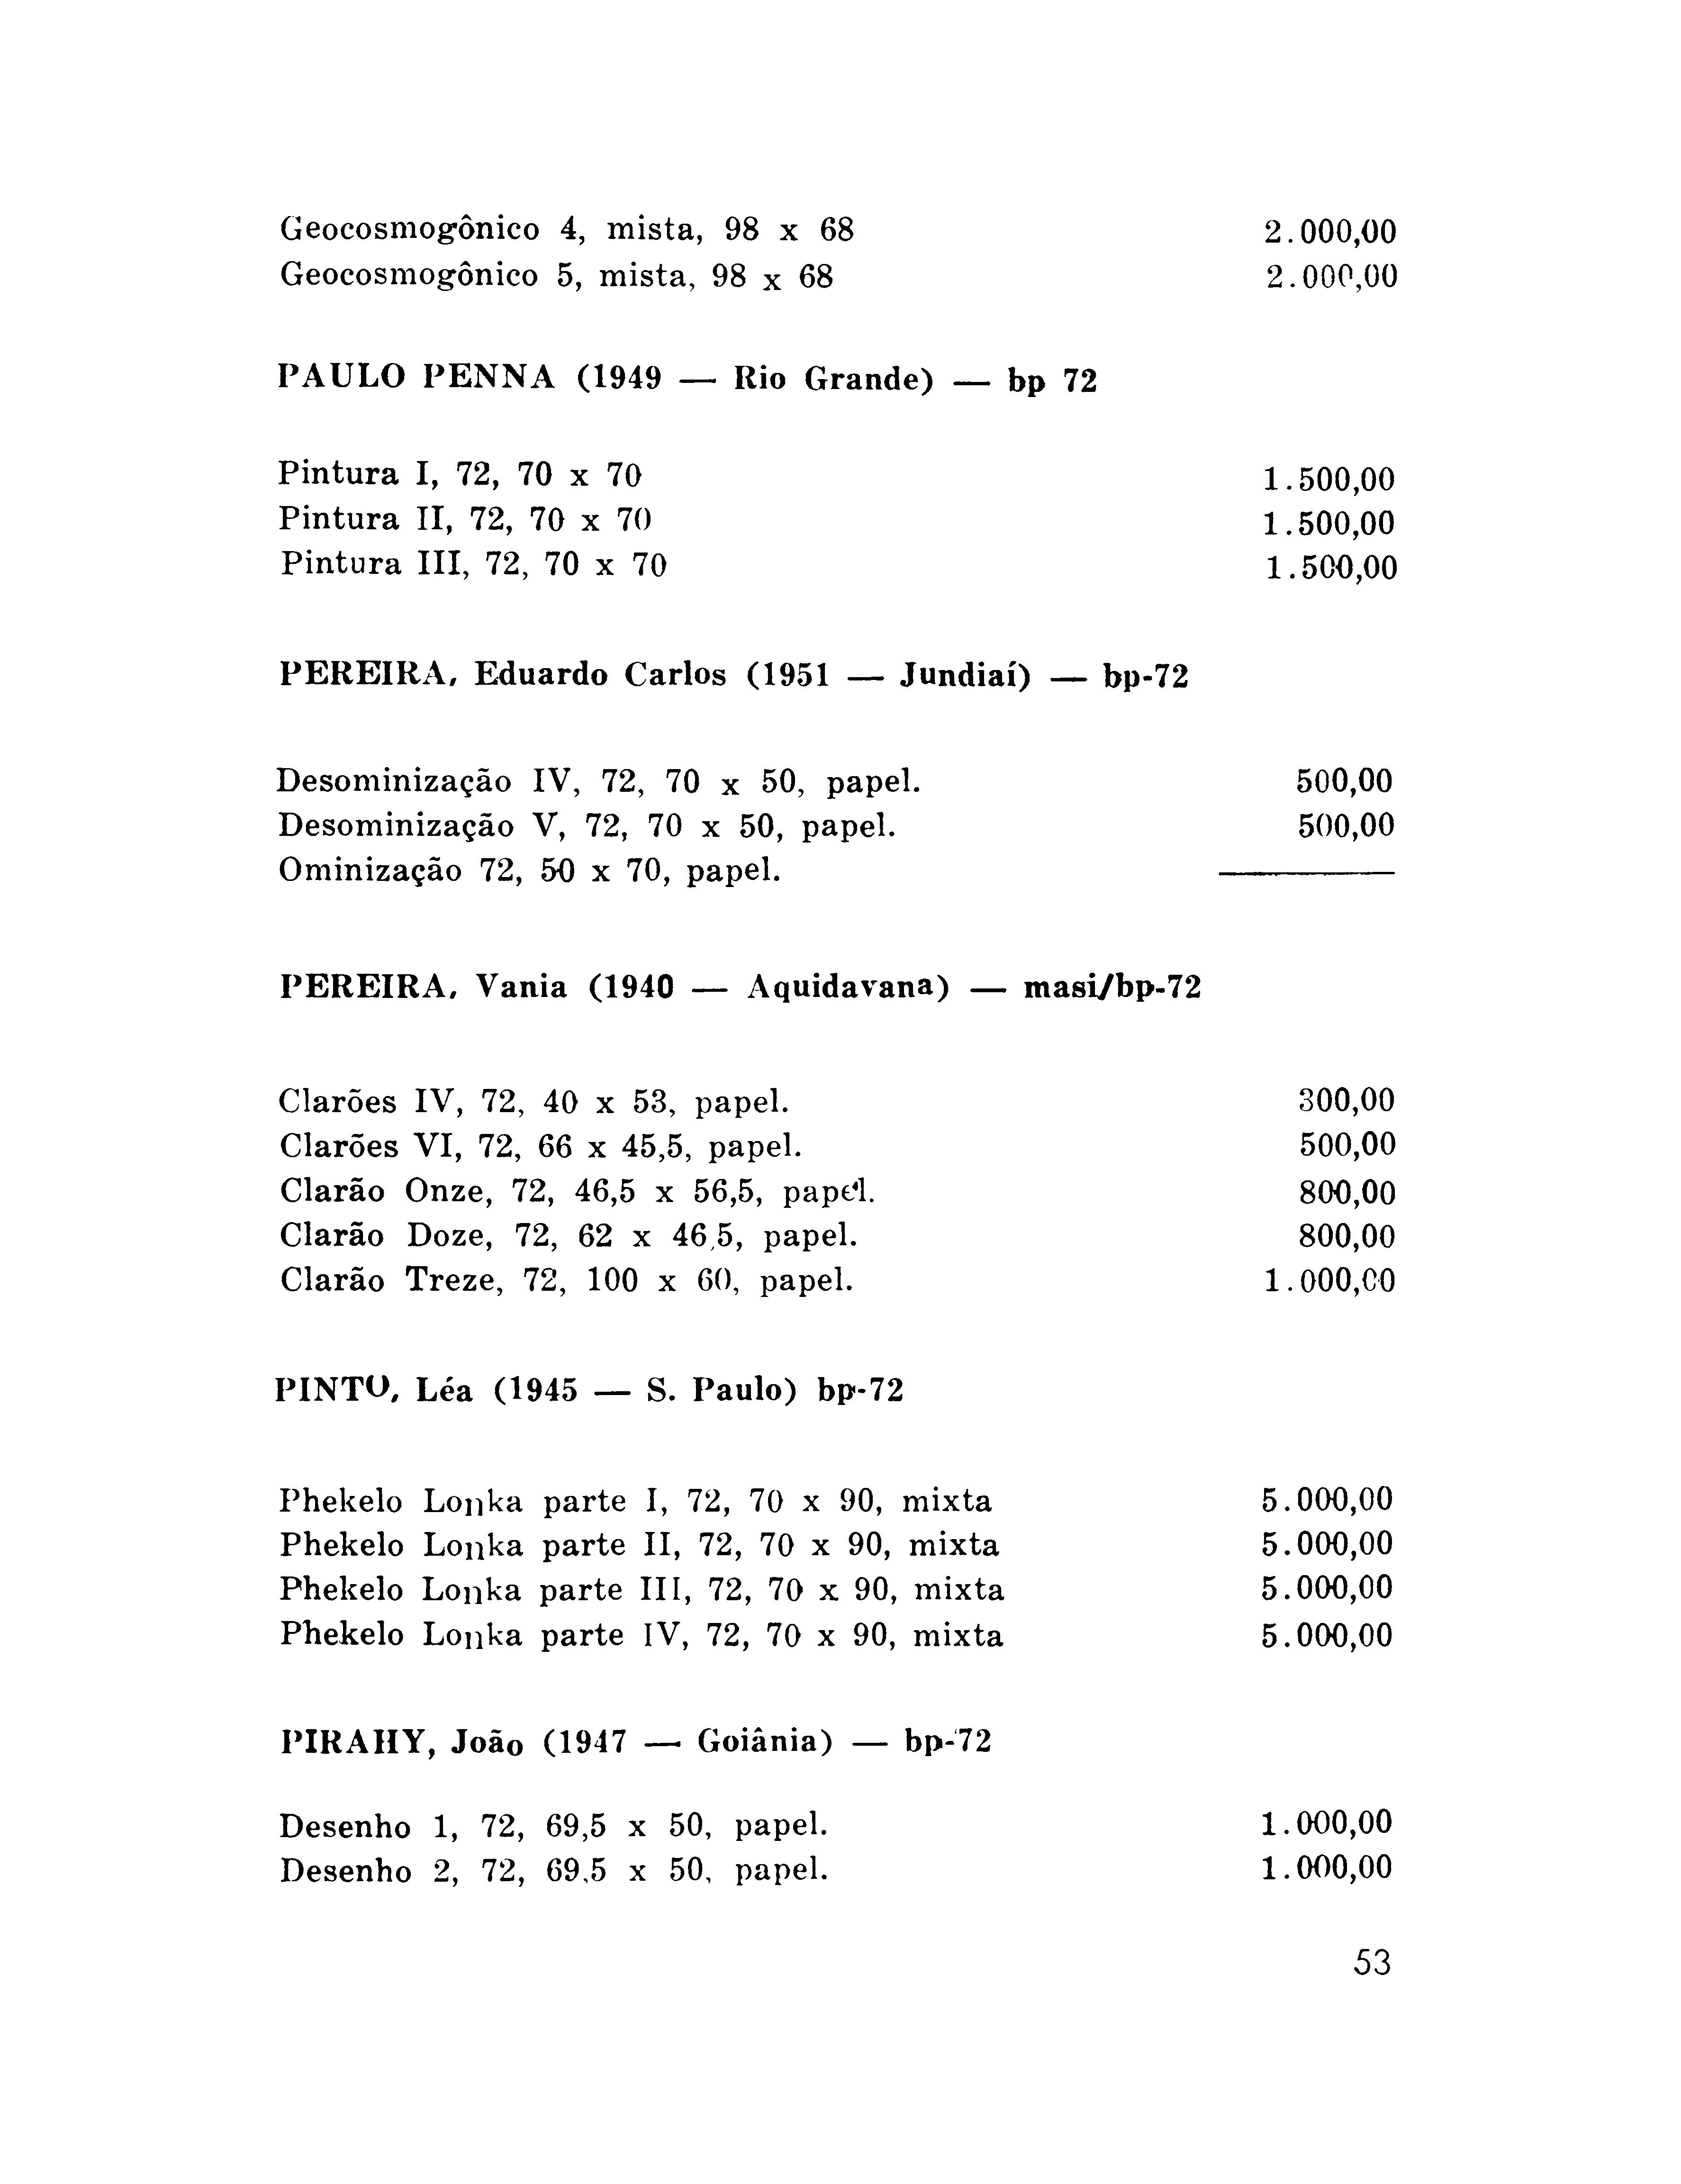 Geocosmogônico 4, mista, 98 x 68 2.000,00
Geocosmogônico 5, mista, 98 x 68 2.000,00
PAULO PENNA (1949 — Rio Grande) — bp 72
Pintura I, 72, 70 x 70 1.500,00
Pintura II, 72, 70 x 70 1.500,00
Pintura III, 72, 70 x 70 1.500,00
PEREIRA, Eduardo Carlos (1951 — Jundiaí) — bp-72
Desominização IV, 72, 70 x 50, papel. 500,00
Desominização V, 72, 70 x 50, papel. 500,00
Ominização 72, 50 x 70, papel. ————
PEREIRA, Vania (1940 — Aquidavana) — masi/bp-72
Clarões IV, 72, 40 x 53, papel. 300,00
Clarões VI, 72, 66 x 45,5, papel. 500,00
Clarão Onze, 72, 46,5 x 56,5, papel. 800,00
Clarão Doze, 72, 62 x 46,5, papel. 800,00
Clarão Treze, 72, 100 x 60, papel. 1.000,00
PINTO, Léa (1945 — S. Paulo) bp-72
Phekelo Lonka parte I, 72, 70 x 90, mixta 5.000,00
Phekelo Lonka parte II, 72, 70 x 90, mixta 5.000,00
Phekelo Lonka parte III, 72, 70 x 90, mixta 5.000,00
Phekelo Lonka parte IV, 72, 70 x 90, mixta 5.000,00
PIRAHY, João (1947 — Goiânia) — bp-72
Desenho 1, 72, 69,5 x 50, papel. 1.000,00
Desenho 2, 72, 69,5 x 50, papel. 1.000,00
53